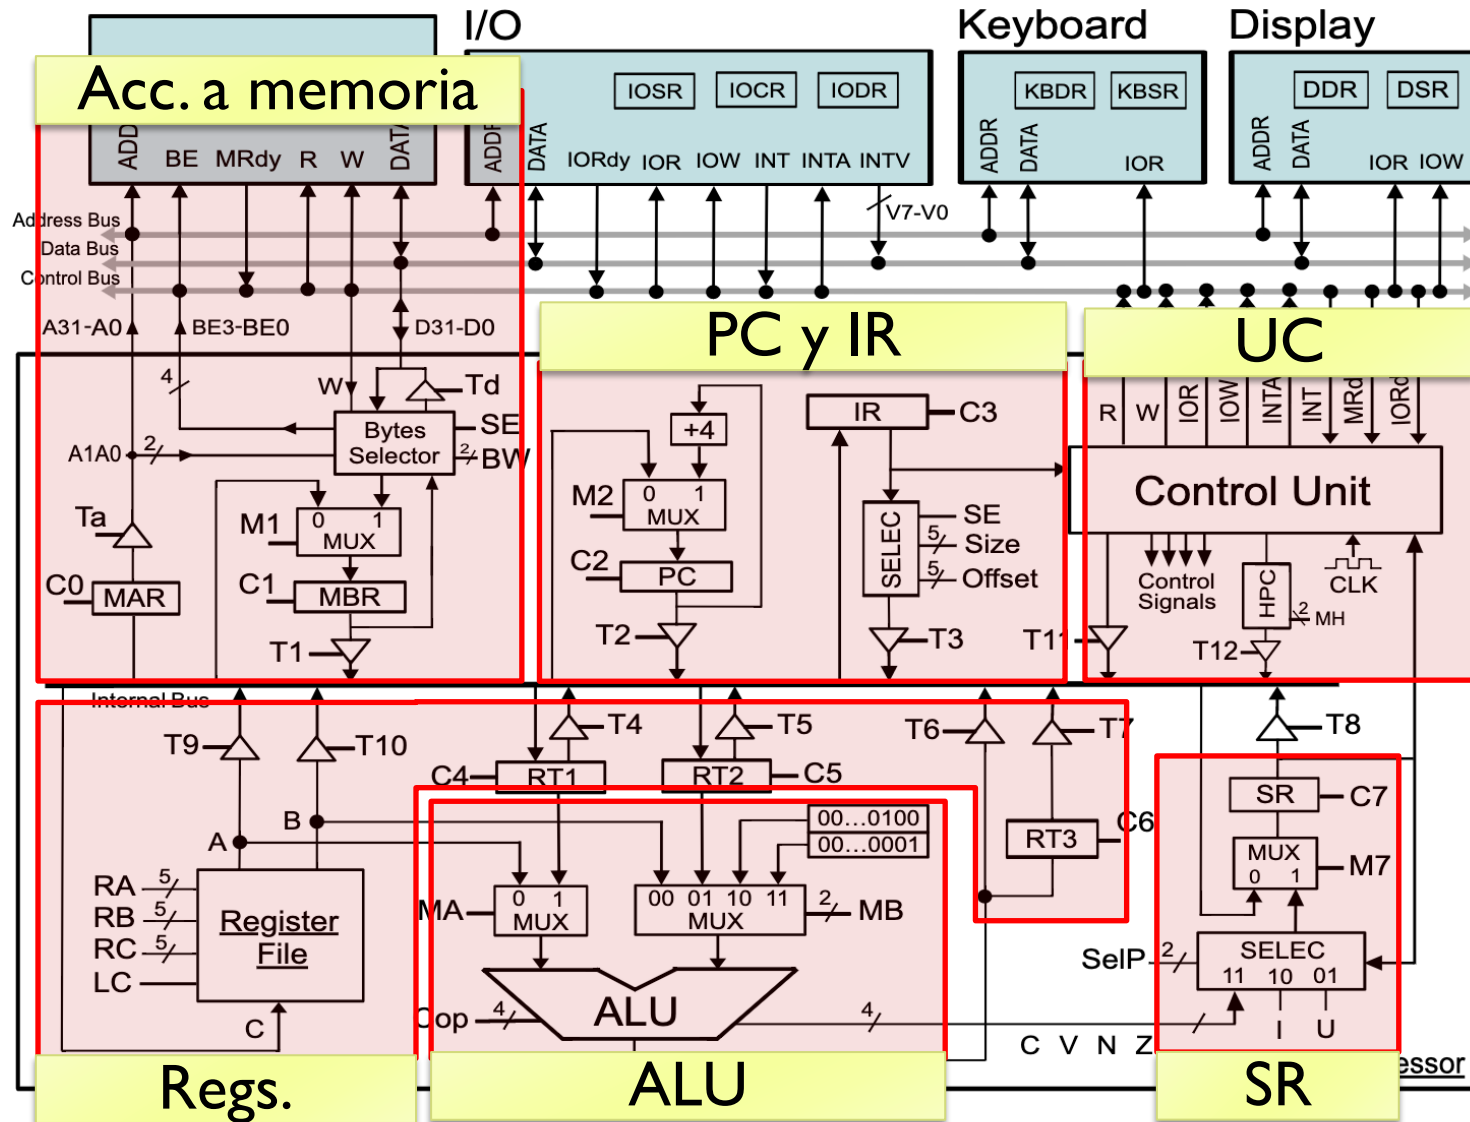 I/O
Keyboard
Display
Acc. a memoria
IOSR
IOCR
IODR
KBDR
KBSR
DDR
DSR
BE
MRdy
R
W
DATA
ADDR
DATA
IORdy
IOR
IOW
INT
INTA
INTV
ADDR
DATA
IOR
ADDR
DATA
IOR
IOW
V7-V0
Address Bus
Data Bus
Control Bus
A31-A0
BE3-BE0
D31-D0
PC y IR
UC
4
W
Td
SE
Bytes
Selector
2
BW
A1A0
2
Ta
M1
0 1
MUX
C0
MAR
C1
MBR
T1
+4
M2
0 1
MUX
C2
PC
T2
IR
C3
SELEC
SE
5
Size
5
Offset
T3
R
W
IOR
IOW
INTA
INT
Control Unit
Control
Signals
HPC
CLK
2
MH
T11
T12
Internal Bus
T9
T10
T4
T5
T6
T7
T8
C4
RT1
RT2
C5
C6
RT3
SR
C7
A
B
00...0100
00...0001
RA
5
RB
5
RC
5
LC
Register
File
C
MA
0 1
MUX
00 01 10 11
MUX
2
MB
MUX
0 1
M7
SelP
2
SELEC
11 10 01
I U
4
ALU
4
C V N Z
Regs.
ALU
SR